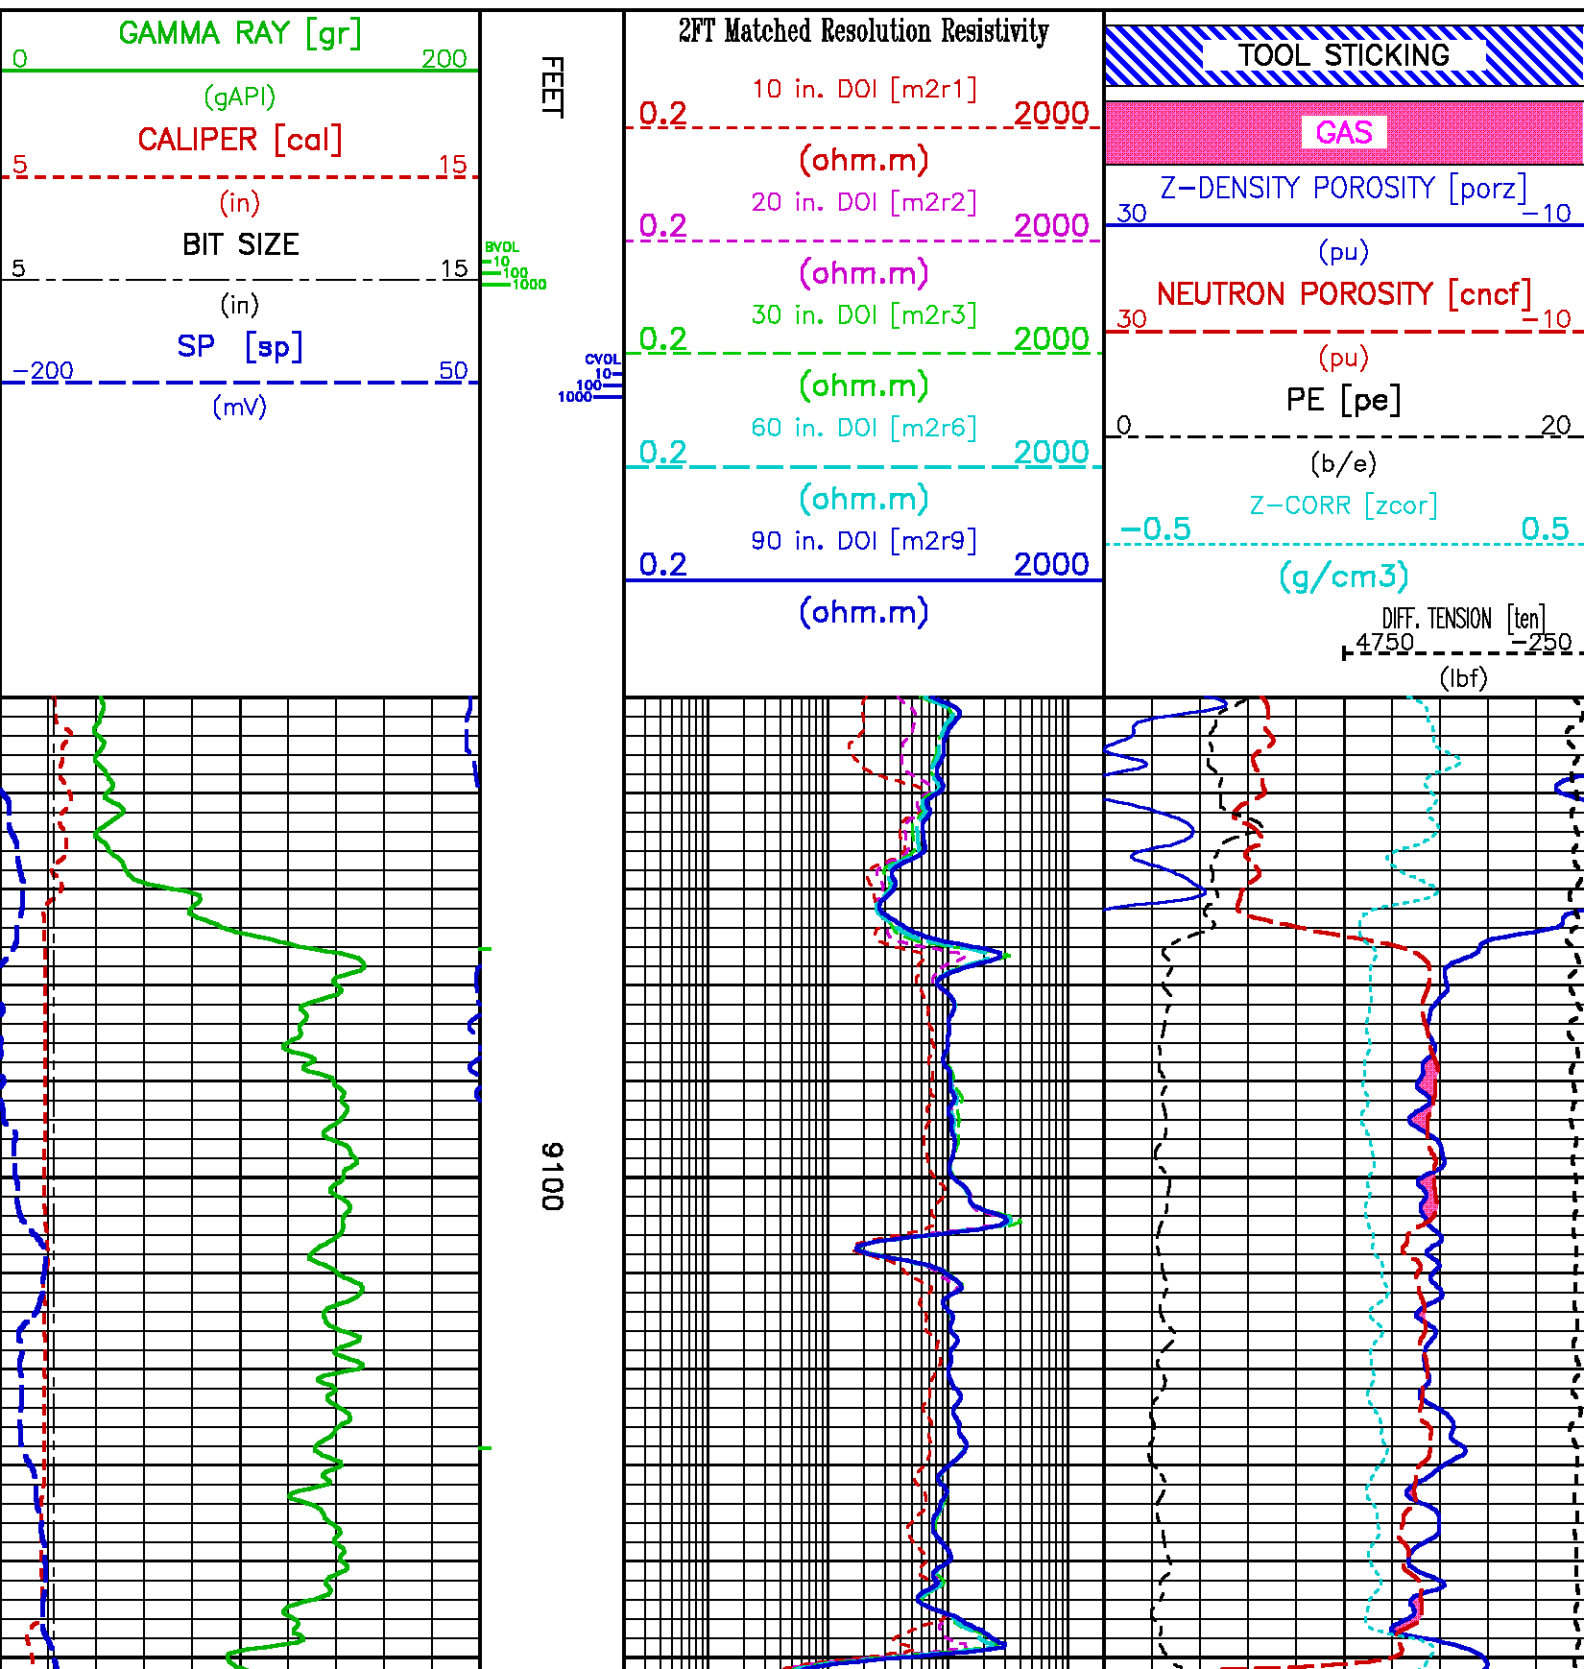 GAMMA RAY [gr]
0 200
(gAPI)
CALIPER [cal]
5 15
(in)
BIT SIZE
5 15
(in)
SP [sp]
-200 50
(mV)
FEET
BVOL
10
100
1000
CVOL
10
100
1000
9100
2FT Matched Resolution Resistivity
10 in. DOI [m2r1]
0.2 2000
(ohm.m)
20 in. DOI [m2r2]
0.2 2000
(ohm.m)
30 in. DOI [m2r3]
0.2 2000
(ohm.m)
60 in. DOI [m2r6]
0.2 2000
(ohm.m)
90 in. DOI [m2r9]
0.2 2000
(ohm.m)
TOOL STICKING
GAS
Z-DENSITY POROSITY [porz]
30 -10
(pu)
NEUTRON POROSITY [cncf]
30 -10
(pu)
PE [pe]
0 20
(b/e)
Z-CORR [zcor]
-0.5 0.5
(g/cm3)
DIFF. TENSION [ten]
4750 -250
(lbf)